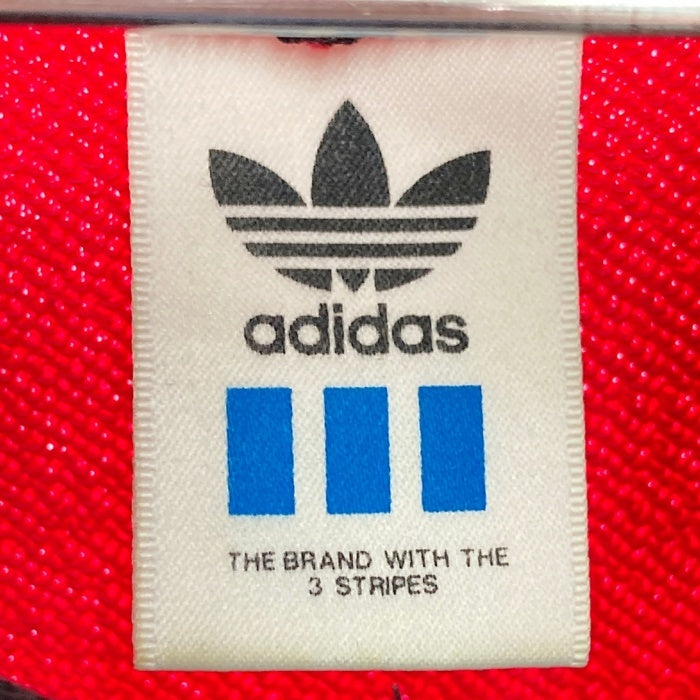 adidas
THE BRAND WITH THE
3 STRIPES